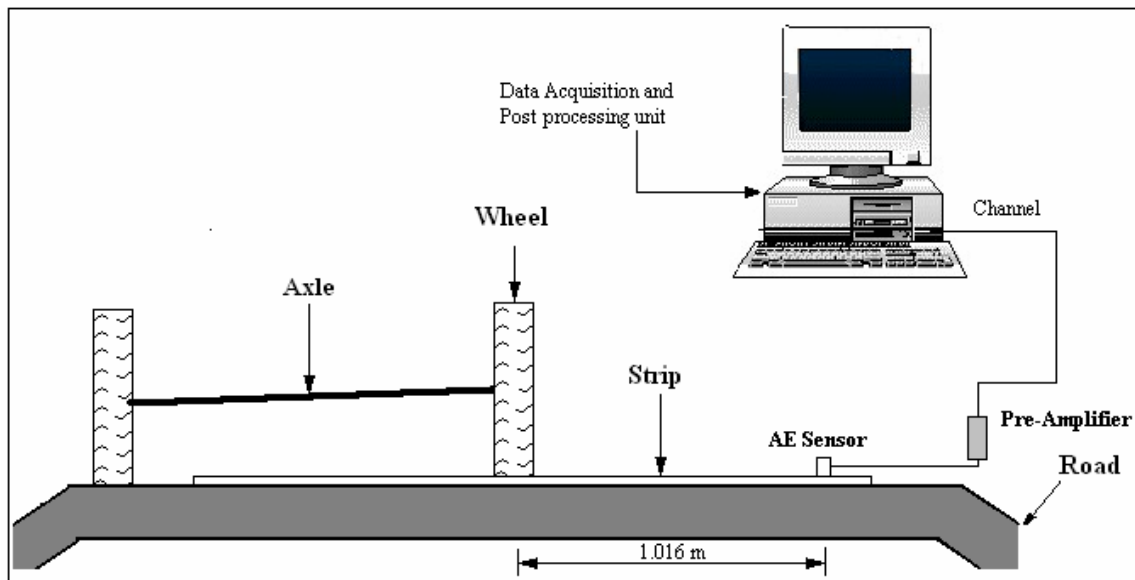 Data Acquisition and
Post processing unit
Channel
Wheel
Axle
Strip
Pre-Amplifier
AE Sensor
Road
1.016 m